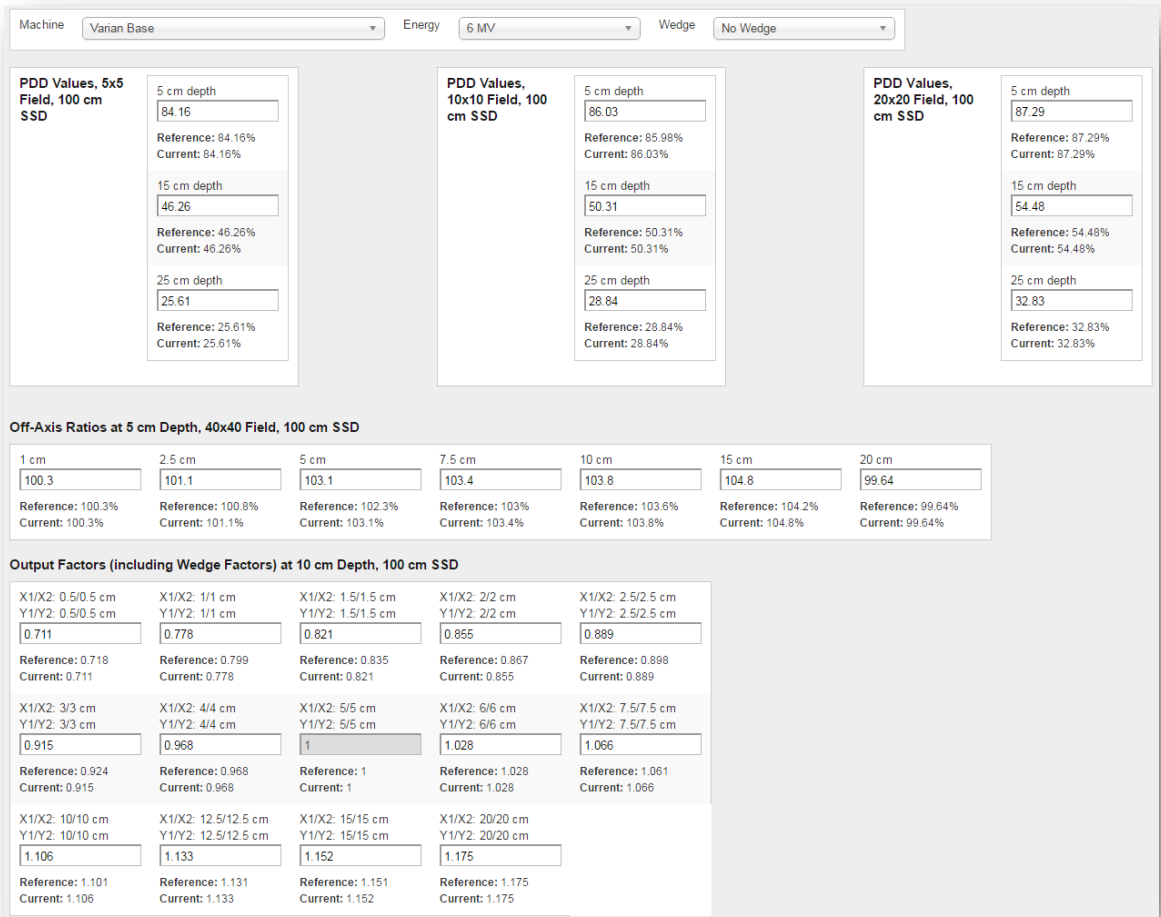 Machine Varian Base Energy 6 MV Wedge No Wedge
PDD Values, 5x5
Field, 100 cm
SSD
5 cm depth
84.16
Reference: 84.16%
Current: 84.16%
15 cm depth
46.26
Reference: 46.26%
Current: 46.26%
25 cm depth
25.61
Reference: 25.61%
Current: 25.61%
PDD Values,
10x10 Field, 100
cm SSD
5 cm depth
86.03
Reference: 85.98%
Current: 86.03%
15 cm depth
50.31
Reference: 50.31%
Current: 50.31%
25 cm depth
28.84
Reference: 28.84%
Current: 28.84%
PDD Values,
20x20 Field, 100
cm SSD
5 cm depth
87.29
Reference: 87.29%
Current: 87.29%
15 cm depth
54.48
Reference: 54.48%
Current: 54.48%
25 cm depth
32.83
Reference: 32.83%
Current: 32.83%
Off-Axis Ratios at 5 cm Depth, 40x40 Field, 100 cm SSD
1 cm 2.5 cm 5 cm 7.5 cm 10 cm 15 cm 20 cm
100.3 101.1 103.1 103.4 103.8 104.8 99.64
Reference: 100.3% Reference: 100.8% Reference: 102.3% Reference: 103% Reference: 103.6% Reference: 104.2% Reference: 99.64%
Current: 100.3% Current: 101.1% Current: 103.1% Current: 103.4% Current: 103.8% Current: 104.8% Current: 99.64%
Output Factors (including Wedge Factors) at 10 cm Depth, 100 cm SSD
X1/X2: 0.5/0.5 cm X1/X2: 1/1 cm X1/X2: 1.5/1.5 cm X1/X2: 2/2 cm X1/X2: 2.5/2.5 cm
Y1/Y2: 0.5/0.5 cm Y1/Y2: 1/1 cm Y1/Y2: 1.5/1.5 cm Y1/Y2: 2/2 cm Y1/Y2: 2.5/2.5 cm
0.711 0.778 0.821 0.855 0.889
Reference: 0.718 Reference: 0.799 Reference: 0.835 Reference: 0.867 Reference: 0.898
Current: 0.711 Current: 0.778 Current: 0.821 Current: 0.855 Current: 0.889
X1/X2: 3/3 cm X1/X2: 4/4 cm X1/X2: 5/5 cm X1/X2: 6/6 cm X1/X2: 7.5/7.5 cm
Y1/Y2: 3/3 cm Y1/Y2: 4/4 cm Y1/Y2: 5/5 cm Y1/Y2: 6/6 cm Y1/Y2: 7.5/7.5 cm
0.915 0.968 1 1.028 1.066
Reference: 0.924 Reference: 0.968 Reference: 1 Reference: 1.028 Reference: 1.061
Current: 0.915 Current: 0.968 Current: 1 Current: 1.028 Current: 1.066
X1/X2: 10/10 cm X1/X2: 12.5/12.5 cm X1/X2: 15/15 cm X1/X2: 20/20 cm
Y1/Y2: 10/10 cm Y1/Y2: 12.5/12.5 cm Y1/Y2: 15/15 cm Y1/Y2: 20/20 cm
1.106 1.133 1.152 1.175
Reference: 1.101 Reference: 1.131 Reference: 1.151 Reference: 1.175
Current: 1.106 Current: 1.133 Current: 1.152 Current: 1.175